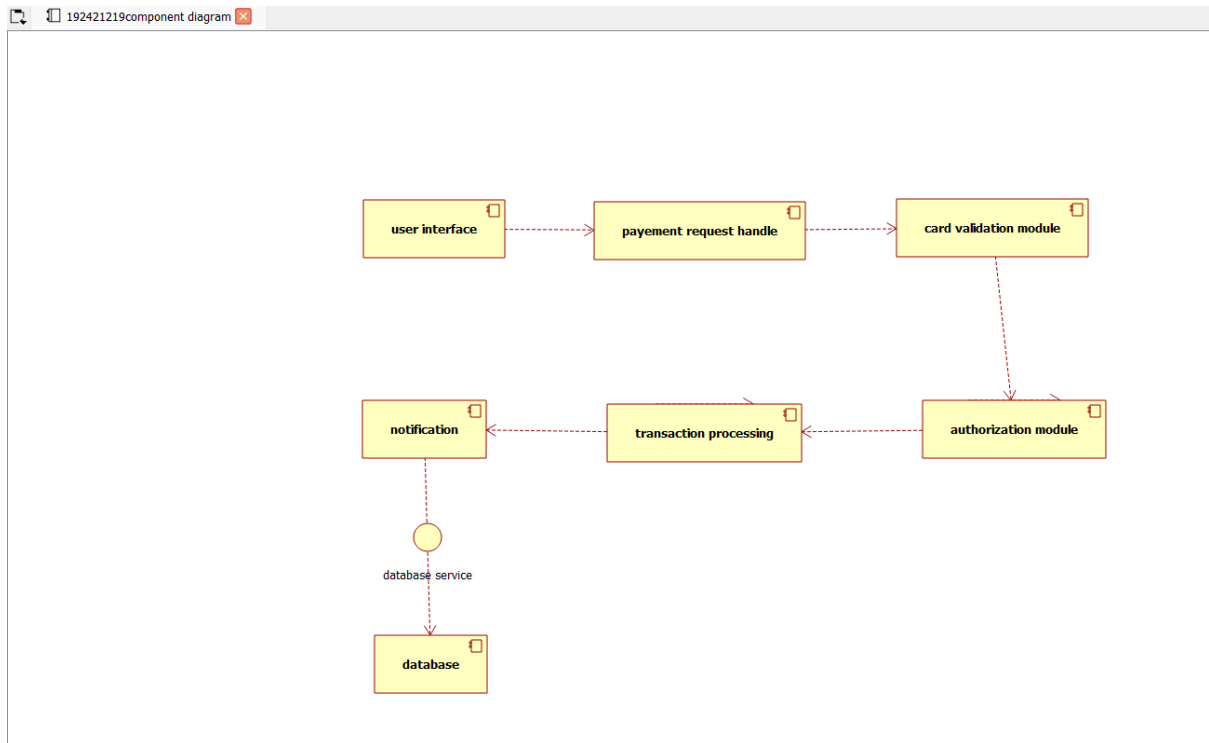 192421219component diagram
user interface
payement request handle
card validation module
notification
transaction processing
authorization module
database service
database